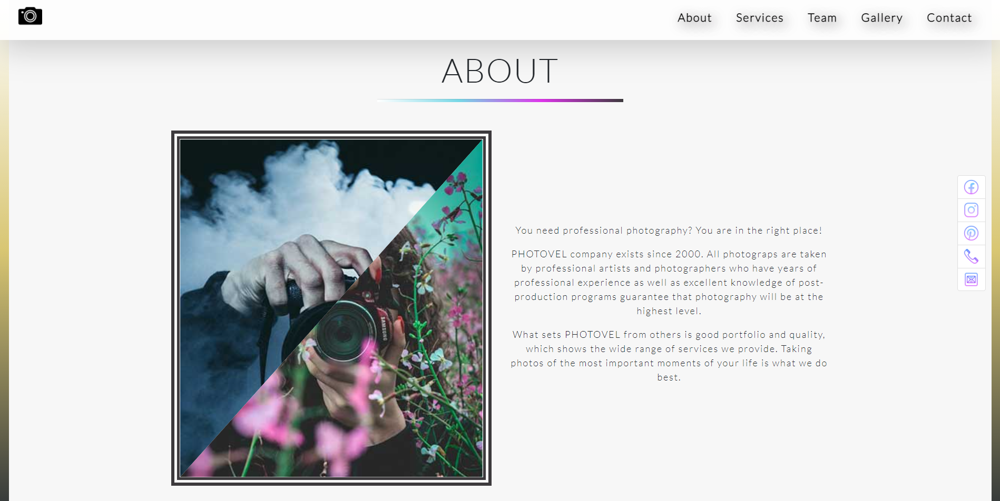 About Services Team Gallery Contact
ABOUT
You need professional photography? You are in the right place!
PHOTOVEL company exists since 2000. All photograps are taken
by professional artists and photographers who have years of
professional experience as well as excellent knowledge of post-
production programs guarantee that photography will be at the
highest level.
What sets PHOTOVEL from others is good portfolio and quality,
which shows the wide range of services we provide. Taking
photos of the most important moments of your life is what we do
best.
SAMSUNG